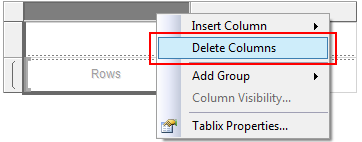 Insert Column
Delete Columns
Rows
Add Group
Column Visibility...
Tablix Properties...